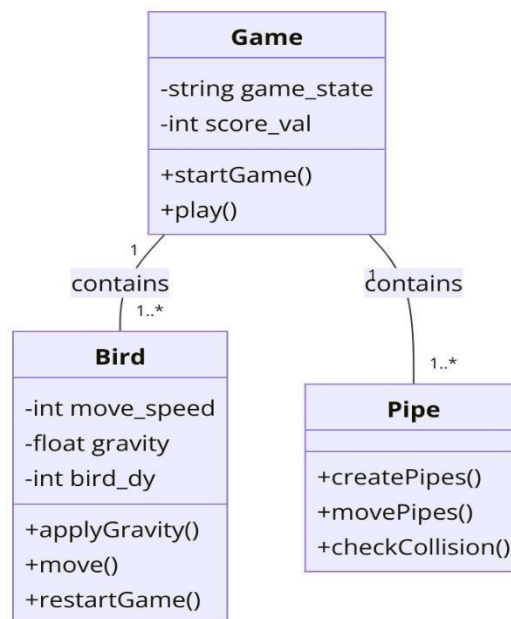 Game
-string game_state
-int score_val
+startGame()
+play()
1
contains
1..*
1
contains
1..*
Bird
-int move_speed
-float gravity
-int bird_dy
+applyGravity()
+move()
+restartGame()
Pipe
+createPipes()
+movePipes()
+checkCollision()